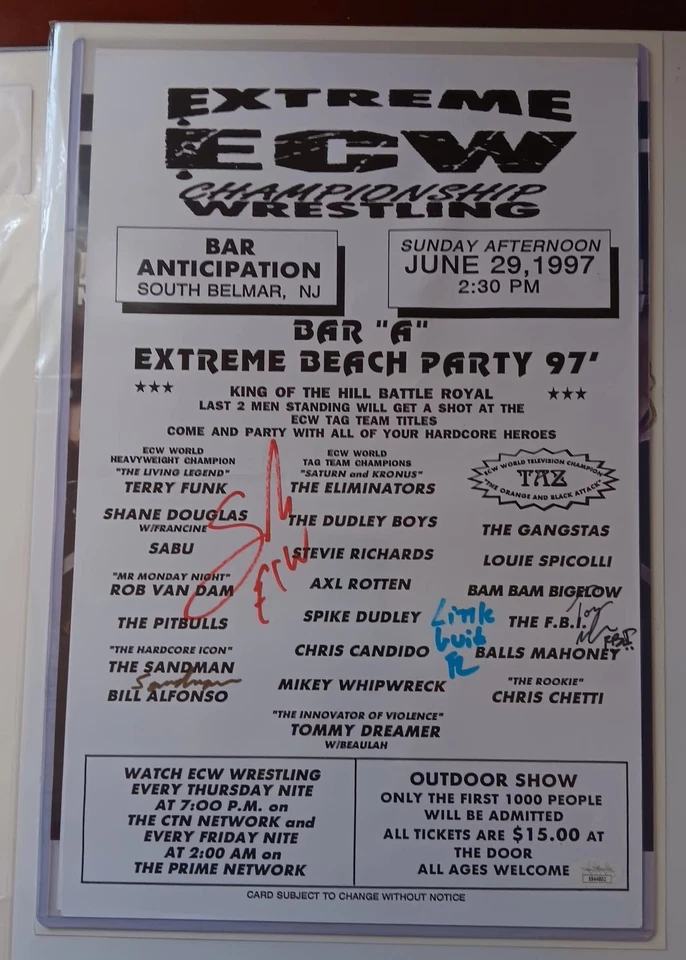 EXTREME
ECW
CHAMPIONSHIP
WRESTLING
BAR
ANTICIPATION
SOUTH BELMAR, NJ
SUNDAY AFTERNOON
JUNE 29,1997
2:30 PM
BAR "A"
EXTREME BEACH PARTY 97'
*** KING OF THE HILL BATTLE ROYAL ***
LAST 2 MEN STANDING WILL GET A SHOT AT THE
ECW TAG TEAM TITLES
COME AND PARTY WITH ALL OF YOUR HARDCORE HEROES
ECW WORLD
HEAVYWEIGHT CHAMPION
"THE LIVING LEGEND"
TERRY FUNK
SHANE DOUGLAS
W/FRANCINE
SABU
"MR MONDAY NIGHT"
ROB VAN DAM
THE PITBULLS
"THE HARDCORE ICON"
THE SANDMAN
Sandman
BILL ALFONSO
ECW WORLD
TAG TEAM CHAMPIONS
"SATURN and KRONUS"
THE ELIMINATORS
THE DUDLEY BOYS
STEVIE RICHARDS
ECW
AXL ROTTEN
SPIKE DUDLEY
CHRIS CANDIDO
MIKEY WHIPWRECK
"THE INNOVATOR OF VIOLENCE"
TOMMY DREAMER
W/BEAULAH
ECW WORLD TELEVISION CHAMPION
TAZ
"THE ORANGE AND BLACK ATTACK"
THE GANGSTAS
LOUIE SPICOLLI
BAM BAM BIGELOW
THE F.B.I.
Tony
FBI!!
Little
Guido
BALLS MAHONEY
"THE ROOKIE"
CHRIS CHETTI
WATCH ECW WRESTLING
EVERY THURSDAY NITE
AT 7:00 P.M. on
THE CTN NETWORK and
EVERY FRIDAY NITE
AT 2:00 AM on
THE PRIME NETWORK
OUTDOOR SHOW
ONLY THE FIRST 1000 PEOPLE
WILL BE ADMITTED
ALL TICKETS ARE $15.00 AT
THE DOOR
ALL AGES WELCOME
CARD SUBJECT TO CHANGE WITHOUT NOTICE